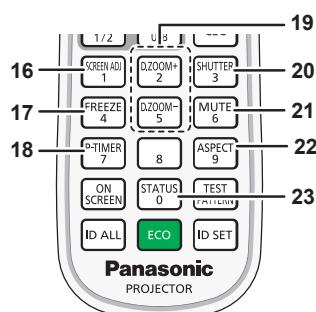 19
1/2
16
SCREEN ADJ
1
D.ZOOM+
2
SHUTTER
3
20
17
FREEZE
4
D.ZOOM−
5
MUTE
6
21
18
P-TIMER
7
8
ASPECT
9
22
ON
SCREEN
STATUS
0
TEST
PATTERN
23
ID ALL
ECO
ID SET
Panasonic
PROJECTOR